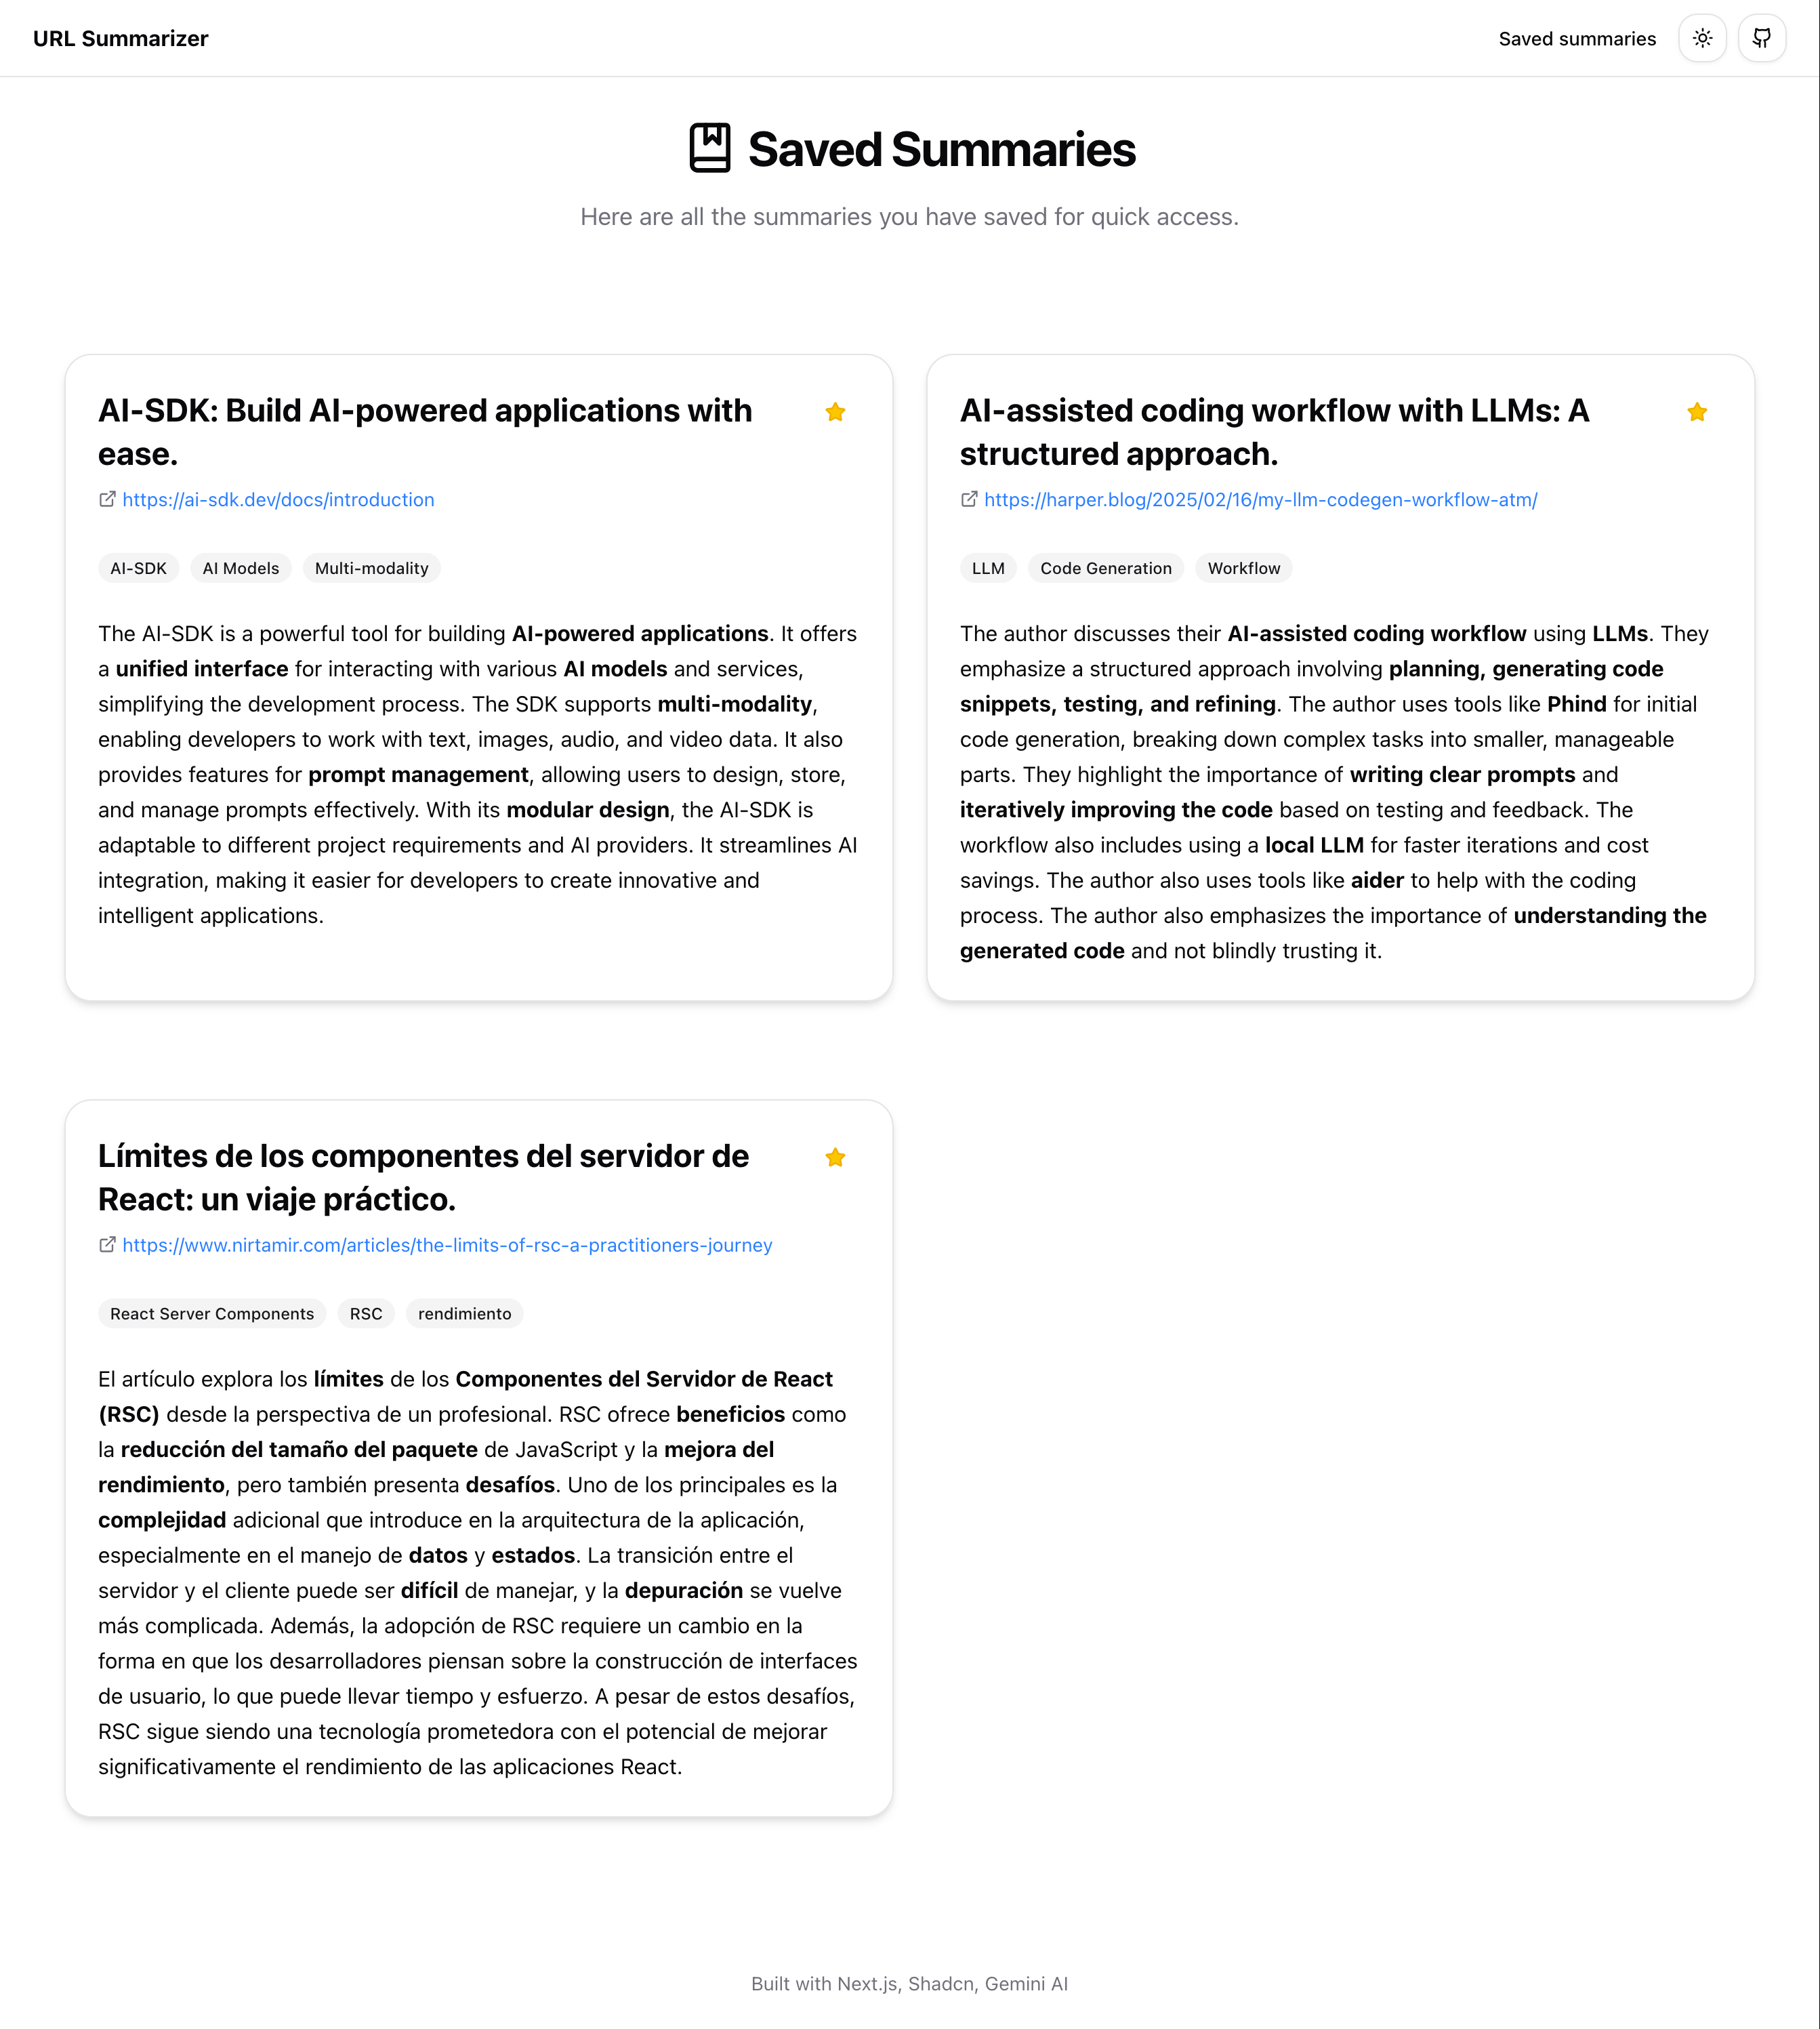 URL Summarizer
Saved summaries
Saved Summaries
Here are all the summaries you have saved for quick access.
AI-SDK: Build AI-powered applications with
ease.
https://ai-sdk.dev/docs/introduction
AI-SDK AI Models Multi-modality
The AI-SDK is a powerful tool for building AI-powered applications. It offers
a unified interface for interacting with various AI models and services,
simplifying the development process. The SDK supports multi-modality,
enabling developers to work with text, images, audio, and video data. It also
provides features for prompt management, allowing users to design, store,
and manage prompts effectively. With its modular design, the AI-SDK is
adaptable to different project requirements and AI providers. It streamlines AI
integration, making it easier for developers to create innovative and
intelligent applications.
AI-assisted coding workflow with LLMs: A
structured approach.
https://harper.blog/2025/02/16/my-llm-codegen-workflow-atm/
LLM Code Generation Workflow
The author discusses their AI-assisted coding workflow using LLMs. They
emphasize a structured approach involving planning, generating code
snippets, testing, and refining. The author uses tools like Phind for initial
code generation, breaking down complex tasks into smaller, manageable
parts. They highlight the importance of writing clear prompts and
iteratively improving the code based on testing and feedback. The
workflow also includes using a local LLM for faster iterations and cost
savings. The author also uses tools like aider to help with the coding
process. The author also emphasizes the importance of understanding the
generated code and not blindly trusting it.
Límites de los componentes del servidor de
React: un viaje práctico.
https://www.nirtamir.com/articles/the-limits-of-rsc-a-practitioners-journey
React Server Components RSC rendimiento
El artículo explora los límites de los Componentes del Servidor de React
(RSC) desde la perspectiva de un profesional. RSC ofrece beneficios como
la reducción del tamaño del paquete de JavaScript y la mejora del
rendimiento, pero también presenta desafíos. Uno de los principales es la
complejidad adicional que introduce en la arquitectura de la aplicación,
especialmente en el manejo de datos y estados. La transición entre el
servidor y el cliente puede ser difícil de manejar, y la depuración se vuelve
más complicada. Además, la adopción de RSC requiere un cambio en la
forma en que los desarrolladores piensan sobre la construcción de interfaces
de usuario, lo que puede llevar tiempo y esfuerzo. A pesar de estos desafíos,
RSC sigue siendo una tecnología prometedora con el potencial de mejorar
significativamente el rendimiento de las aplicaciones React.
Built with Next.js, Shadcn, Gemini AI